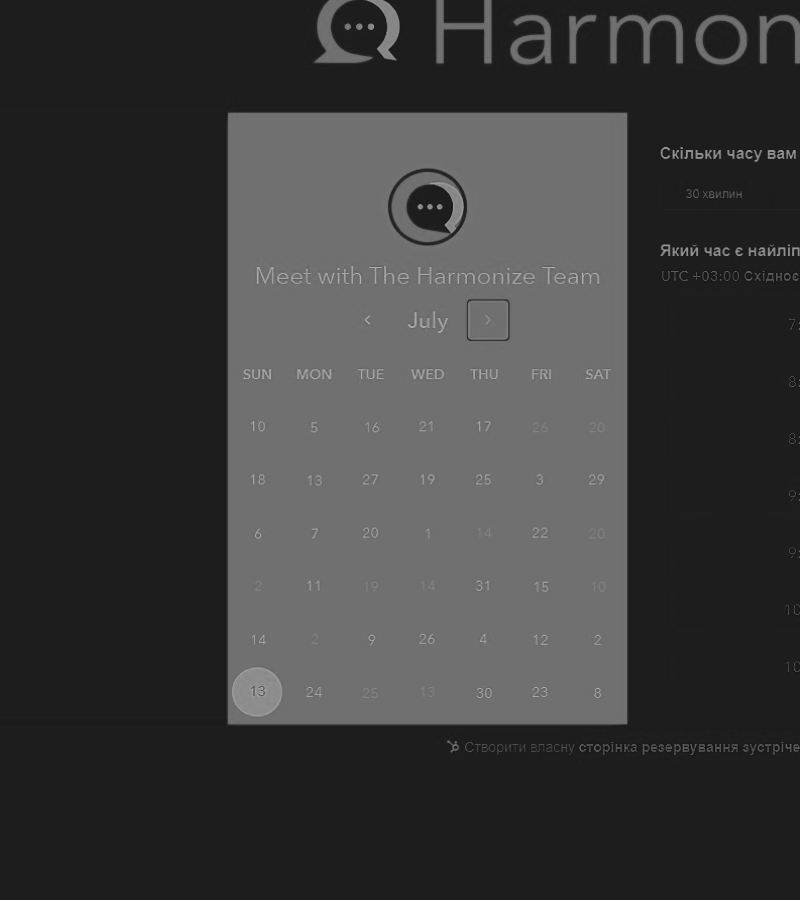 Harmon
Meet with The Harmonize Team
July
SUN MON TUE WED THU FRI SAT
10 5 16 21 17 26 20
18 13 27 19 25 3 29
6 7 20 1 14 22 20
2 11 19 14 31 15 10
14 2 9 26 4 12 2
13 24 25 13 30 23 8
Скільки часу вам
30 хвилин
Який час є найліп
UTC +03:00 Східноє
7:
8:
8:
9:
9:
10
10
Створити власну сторінка резервування зустріче